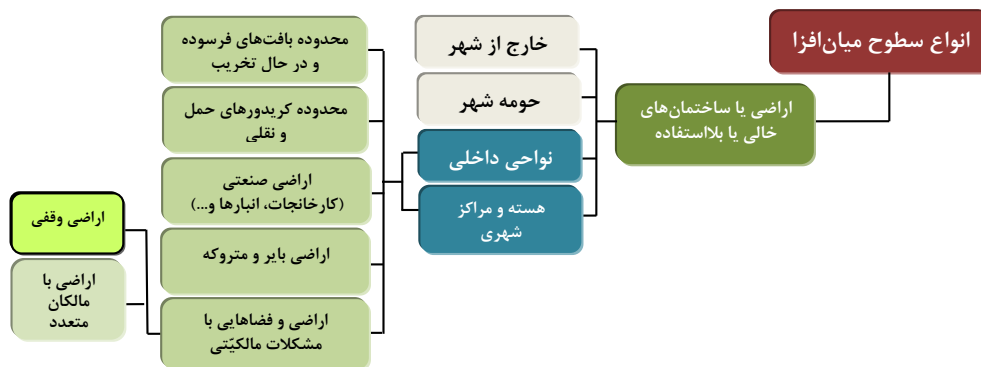 انواع سطوح میان‌افزا
اراضی یا ساختمان‌های
خالی یا بلااستفاده
خارج از شهر
حومه شهر
نواحی داخلی
هسته و مراکز
شهری
محدوده بافت‌های فرسوده
و در حال تخریب
محدوده کریدورهای حمل
و نقلی
اراضی صنعتی
(کارخانجات، انبارها و...)
اراضی بایر و متروکه
اراضی و فضاهایی با
مشکلات مالکیّتی
اراضی وقفی
اراضی با
مالکان
متعدد